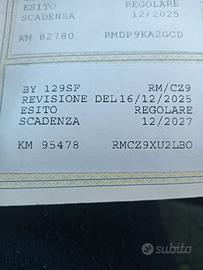 ESITO REGOLARE
SCADENZA 12/2025
KM 82780 RMDP9KA2GCD
BY 129SF RM/CZ9
REVISIONE DEL16/12/2025
ESITO REGOLARE
SCADENZA 12/2027
KM 95478 RMCZ9XU2LBO
subito